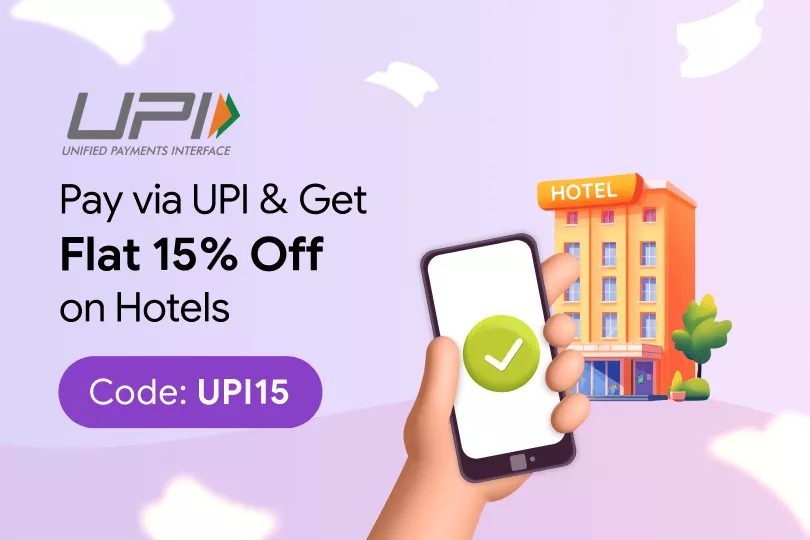 UPI
UNIFIED PAYMENTS INTERFACE
Pay via UPI & Get
Flat 15% Off
on Hotels
Code: UPI15
HOTEL